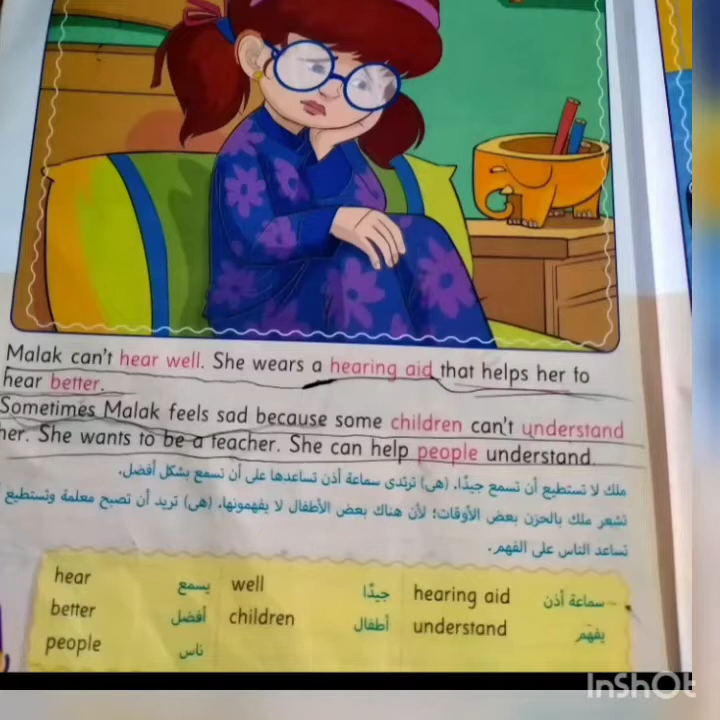 Malak can't hear well. She wears a hearing aid that helps her to
hear better.
Sometimes Malak feels sad because some children can't understand
her. She wants to be a teacher. She can help people understand.
ملك لا تستطيع أن تسمع جيدًا. (هى) ترتدى سماعة أذن تساعدها على أن تسمع بشكل أفضل.
تشعر ملك بالحزن بعض الأوقات؛ لأن هناك بعض الأطفال لا يفهمونها. (هى) تريد أن تصبح معلمة وتستطيع
تساعد الناس على الفهم.
hear يسمع well جيدًا hearing aid سماعة أذن
better أفضل children أطفال understand يفهم
people ناس
InShOt